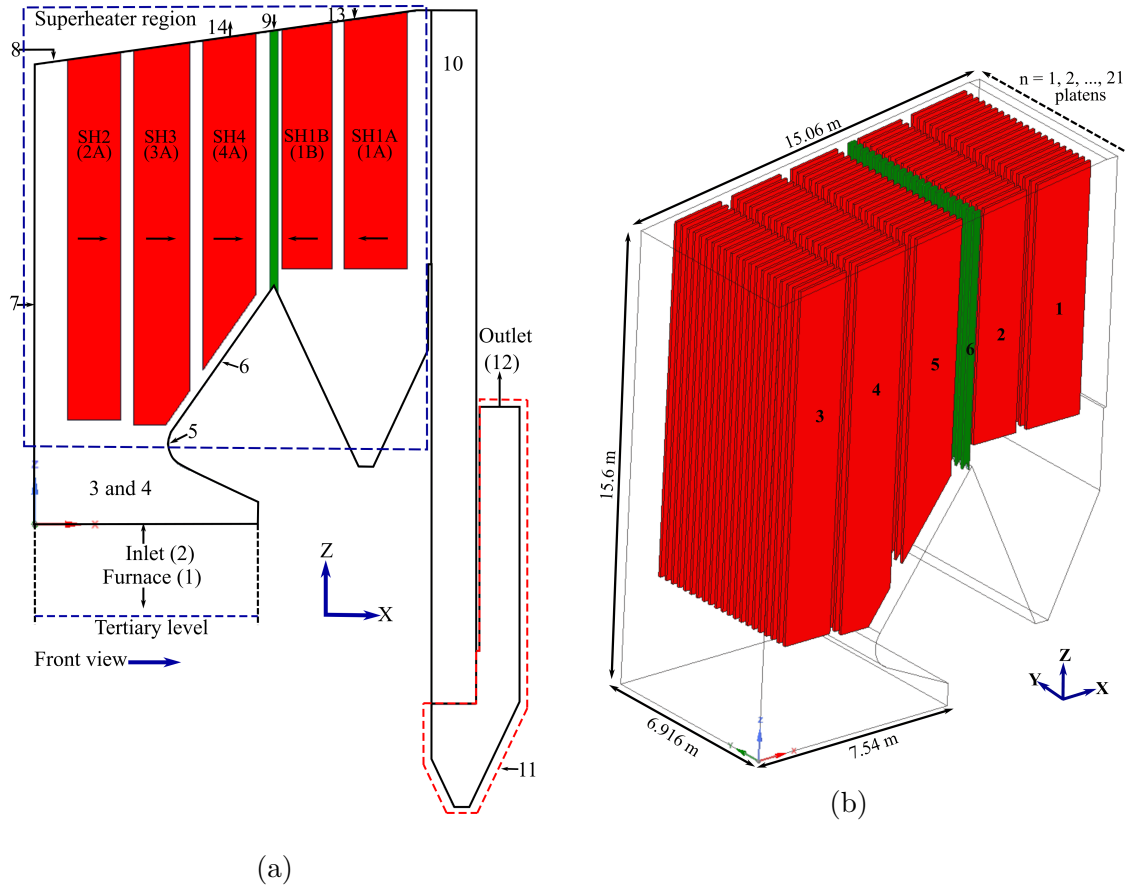 Superheater region
14
9
13
8
10
SH2
(2A)
SH3
(3A)
SH4
(4A)
SH1B
(1B)
SH1A
(1A)
7
6
5
Outlet
(12)
3 and 4
Z
X
Inlet (2)
Furnace (1)
Tertiary level
Front view
Z
X
11
(a)
n = 1, 2, ..., 21
platens
15.06 m
15.6 m
1
2
6
5
4
3
6.916 m
7.54 m
Z
Y
X
Z
Y
X
(b)